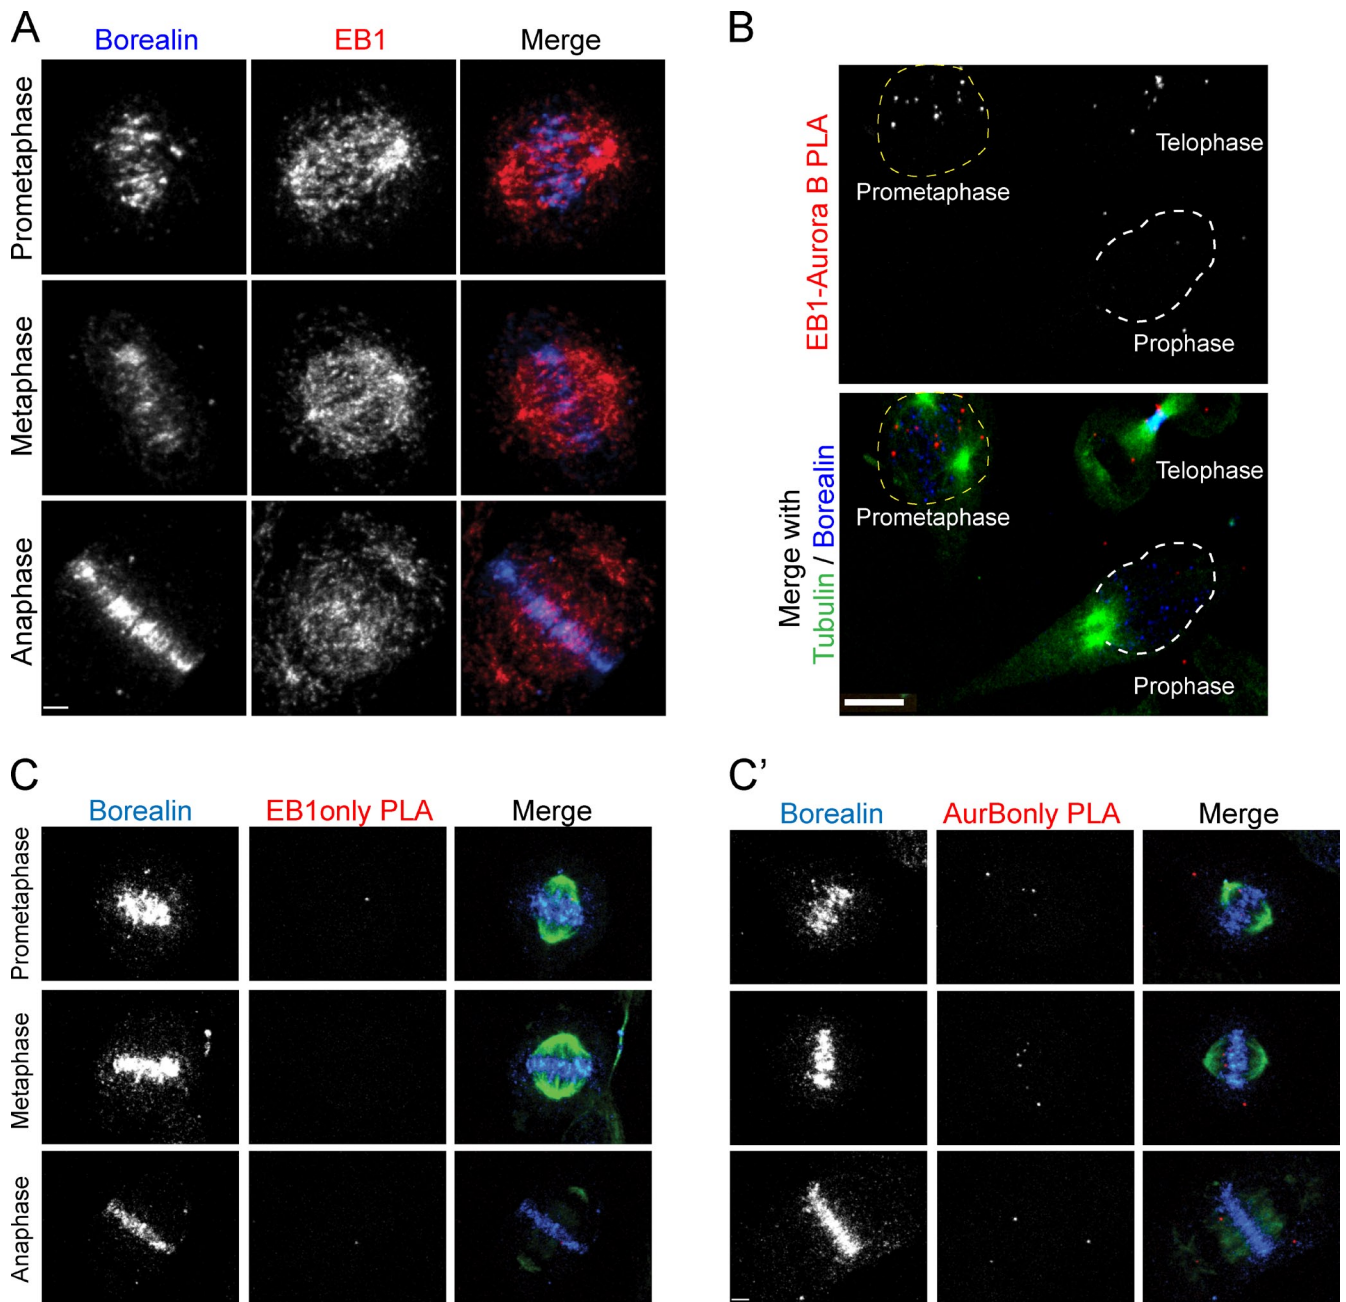 A
Borealin
EB1
Merge
Prometaphase
Metaphase
Anaphase
B
EB1-Aurora B PLA
Telophase
Prometaphase
Prophase
Merge with
Tubulin / Borealin
Telophase
Prometaphase
Prophase
C
Borealin
EB1only PLA
Merge
Prometaphase
Metaphase
Anaphase
C’
Borealin
AurBonly PLA
Merge